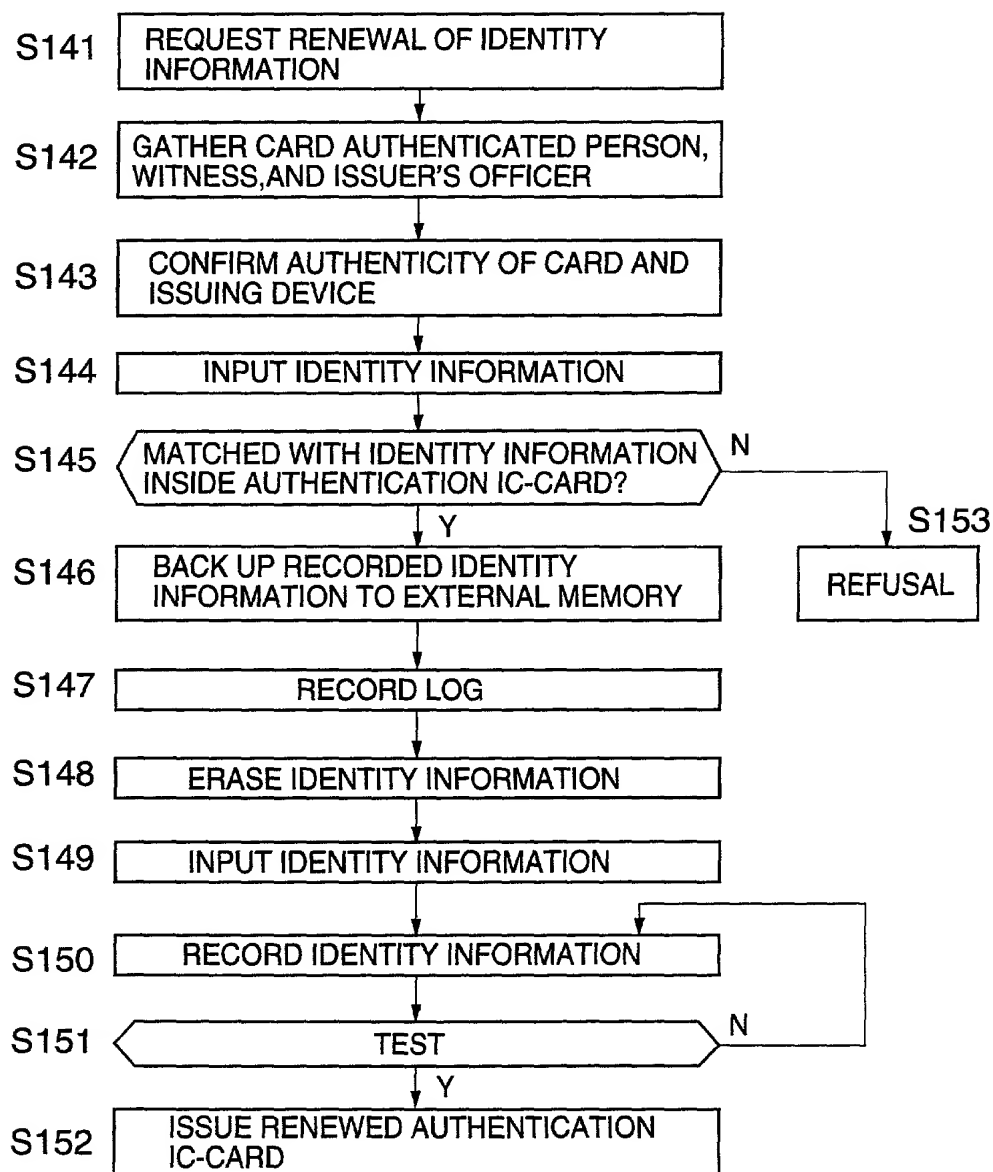 S141
REQUEST RENEWAL OF IDENTITY
INFORMATION
S142
GATHER CARD AUTHENTICATED PERSON,
WITNESS,AND ISSUER'S OFFICER
S143
CONFIRM AUTHENTICITY OF CARD AND
ISSUING DEVICE
S144
INPUT IDENTITY INFORMATION
S145
MATCHED WITH IDENTITY INFORMATION
INSIDE AUTHENTICATION IC-CARD?
N
Y
S153
REFUSAL
S146
BACK UP RECORDED IDENTITY
INFORMATION TO EXTERNAL MEMORY
S147
RECORD LOG
S148
ERASE IDENTITY INFORMATION
S149
INPUT IDENTITY INFORMATION
S150
RECORD IDENTITY INFORMATION
S151
TEST
N
Y
S152
ISSUE RENEWED AUTHENTICATION
IC-CARD